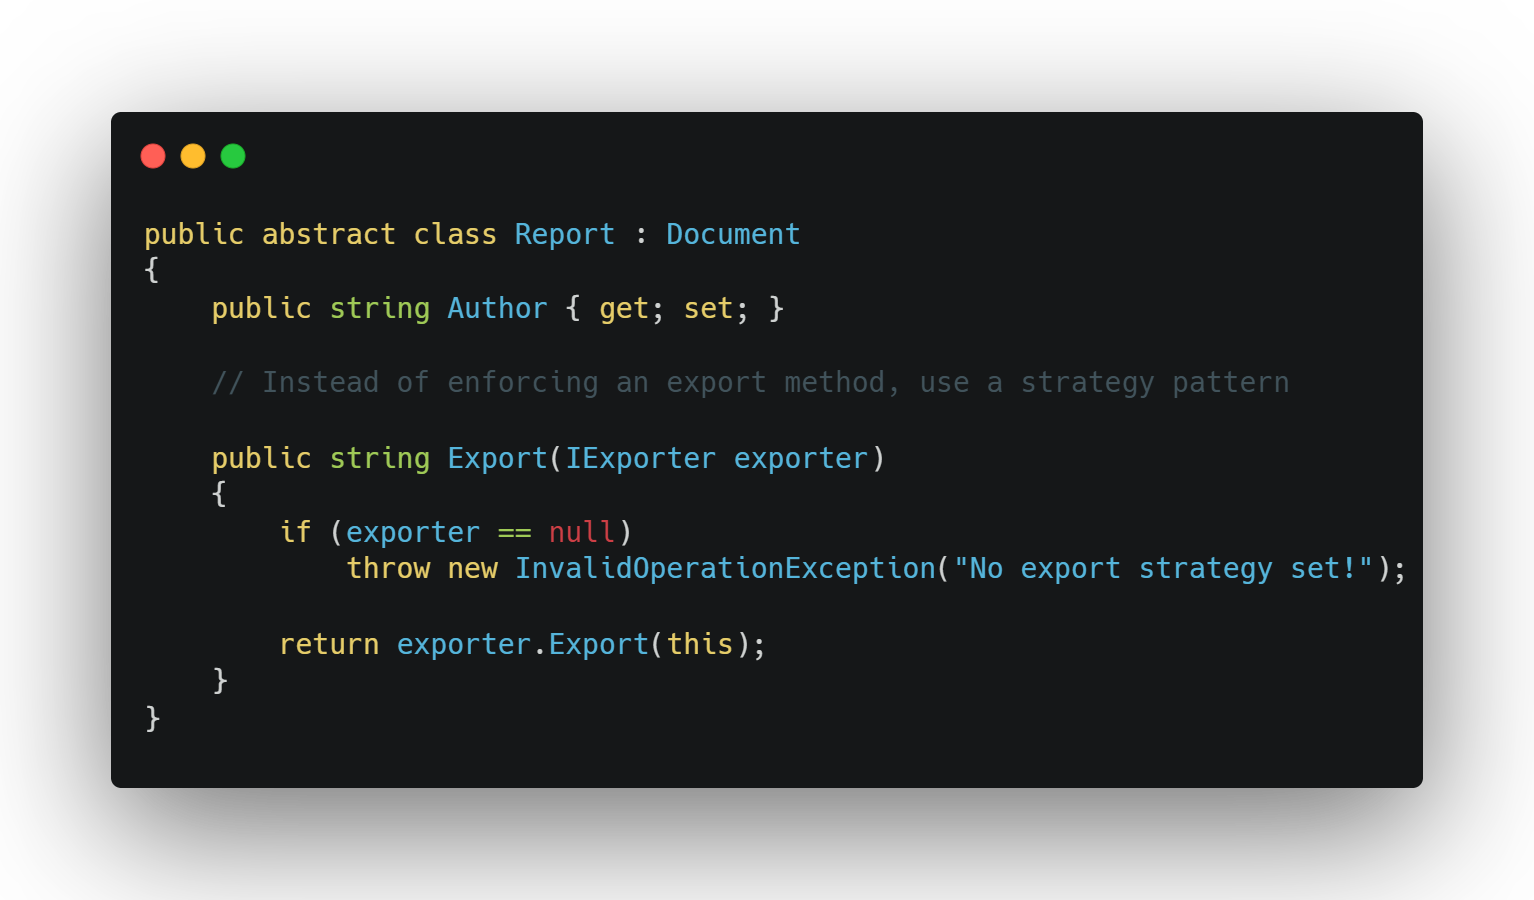 public abstract class Report : Document
{
    public string Author { get; set; }
    // Instead of enforcing an export method, use a strategy pattern
    public string Export(IExporter exporter)
    {
        if (exporter == null)
            throw new InvalidOperationException("No export strategy set!");
        return exporter.Export(this);
    }
}